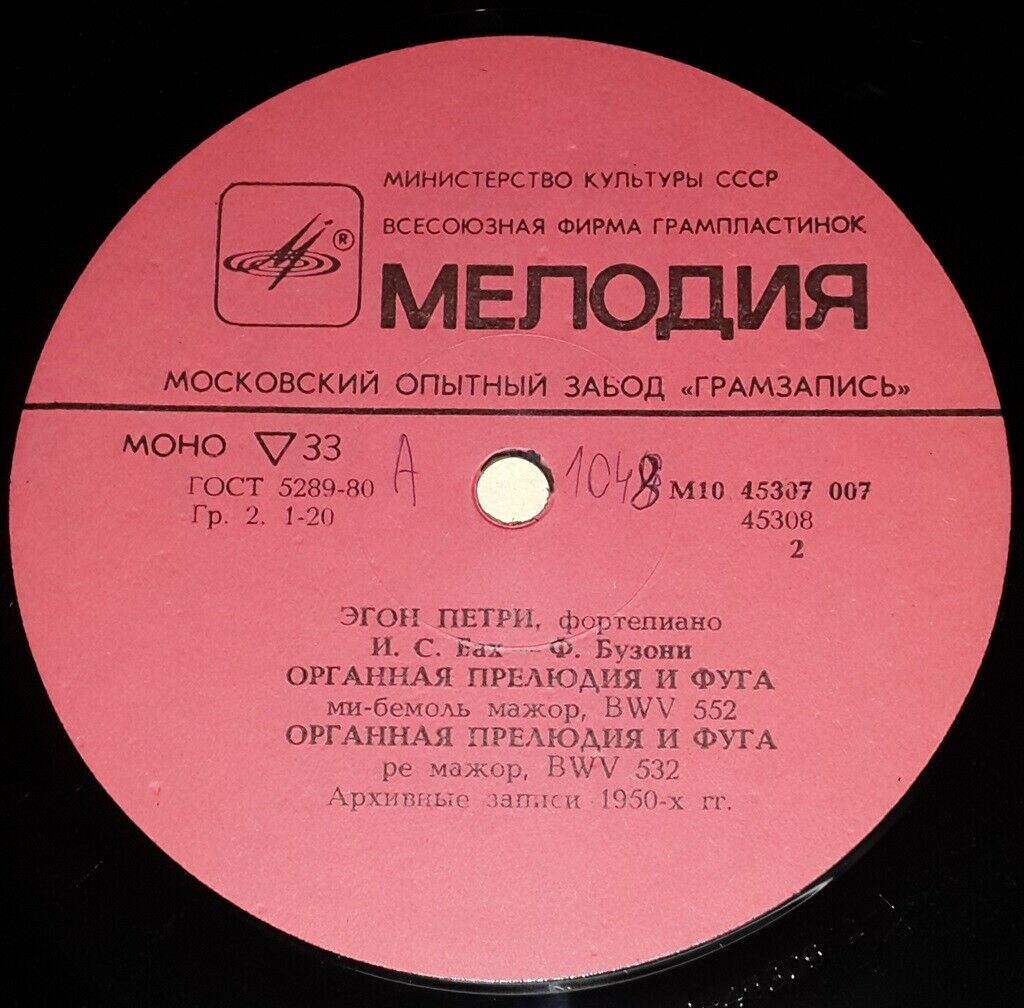 МИНИСТЕРСТВО КУЛЬТУРЫ СССР
ВСЕСОЮЗНАЯ ФИРМА ГРАМПЛАСТИНОК
®
МЕЛОДИЯ
МОСКОВСКИЙ ОПЫТНЫЙ ЗАВОД «ГРАМЗАПИСЬ»
МОНО ▽ 33
ГОСТ 5289-80
Гр. 2. 1-20
А
1048
М10 45307 007
45308
2
ЭГОН ПЕТРИ, фортепиано
И. С. Бах — Ф. Бузони
ОРГАННАЯ ПРЕЛЮДИЯ И ФУГА
ми-бемоль мажор, BWV 552
ОРГАННАЯ ПРЕЛЮДИЯ И ФУГА
ре мажор, BWV 532
Архивные записи 1950-х гг.